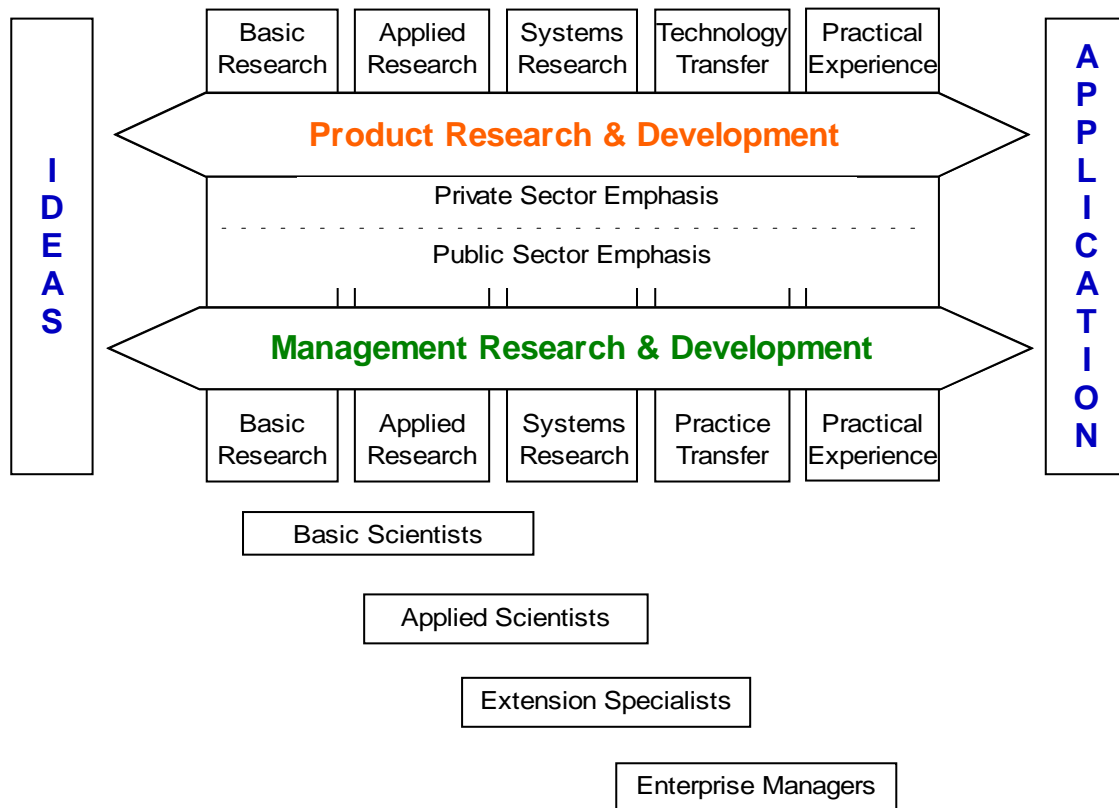 IDEAS
Basic
Research
Applied
Research
Systems
Research
Technology
Transfer
Practical
Experience
Product Research & Development
Private Sector Emphasis
Public Sector Emphasis
Management Research & Development
Basic
Research
Applied
Research
Systems
Research
Practice
Transfer
Practical
Experience
APPLICATION
Basic Scientists
Applied Scientists
Extension Specialists
Enterprise Managers